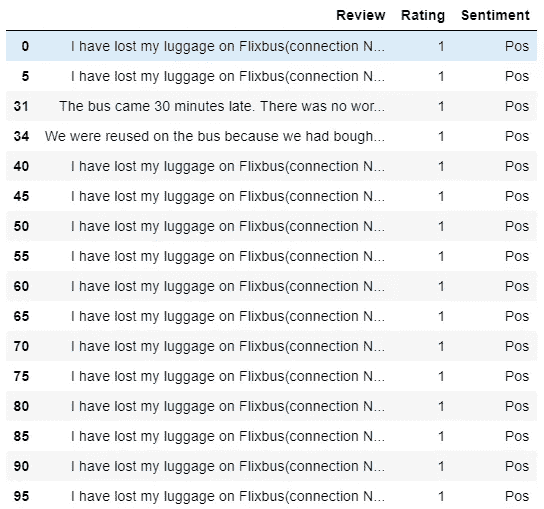 Review Rating Sentiment
0 I have lost my luggage on Flixbus(connection N... 1 Pos
5 I have lost my luggage on Flixbus(connection N... 1 Pos
31 The bus came 30 minutes late. There was no wor... 1 Pos
34 We were reused on the bus because we had bough... 1 Pos
40 I have lost my luggage on Flixbus(connection N... 1 Pos
45 I have lost my luggage on Flixbus(connection N... 1 Pos
50 I have lost my luggage on Flixbus(connection N... 1 Pos
55 I have lost my luggage on Flixbus(connection N... 1 Pos
60 I have lost my luggage on Flixbus(connection N... 1 Pos
65 I have lost my luggage on Flixbus(connection N... 1 Pos
70 I have lost my luggage on Flixbus(connection N... 1 Pos
75 I have lost my luggage on Flixbus(connection N... 1 Pos
80 I have lost my luggage on Flixbus(connection N... 1 Pos
85 I have lost my luggage on Flixbus(connection N... 1 Pos
90 I have lost my luggage on Flixbus(connection N... 1 Pos
95 I have lost my luggage on Flixbus(connection N... 1 Pos